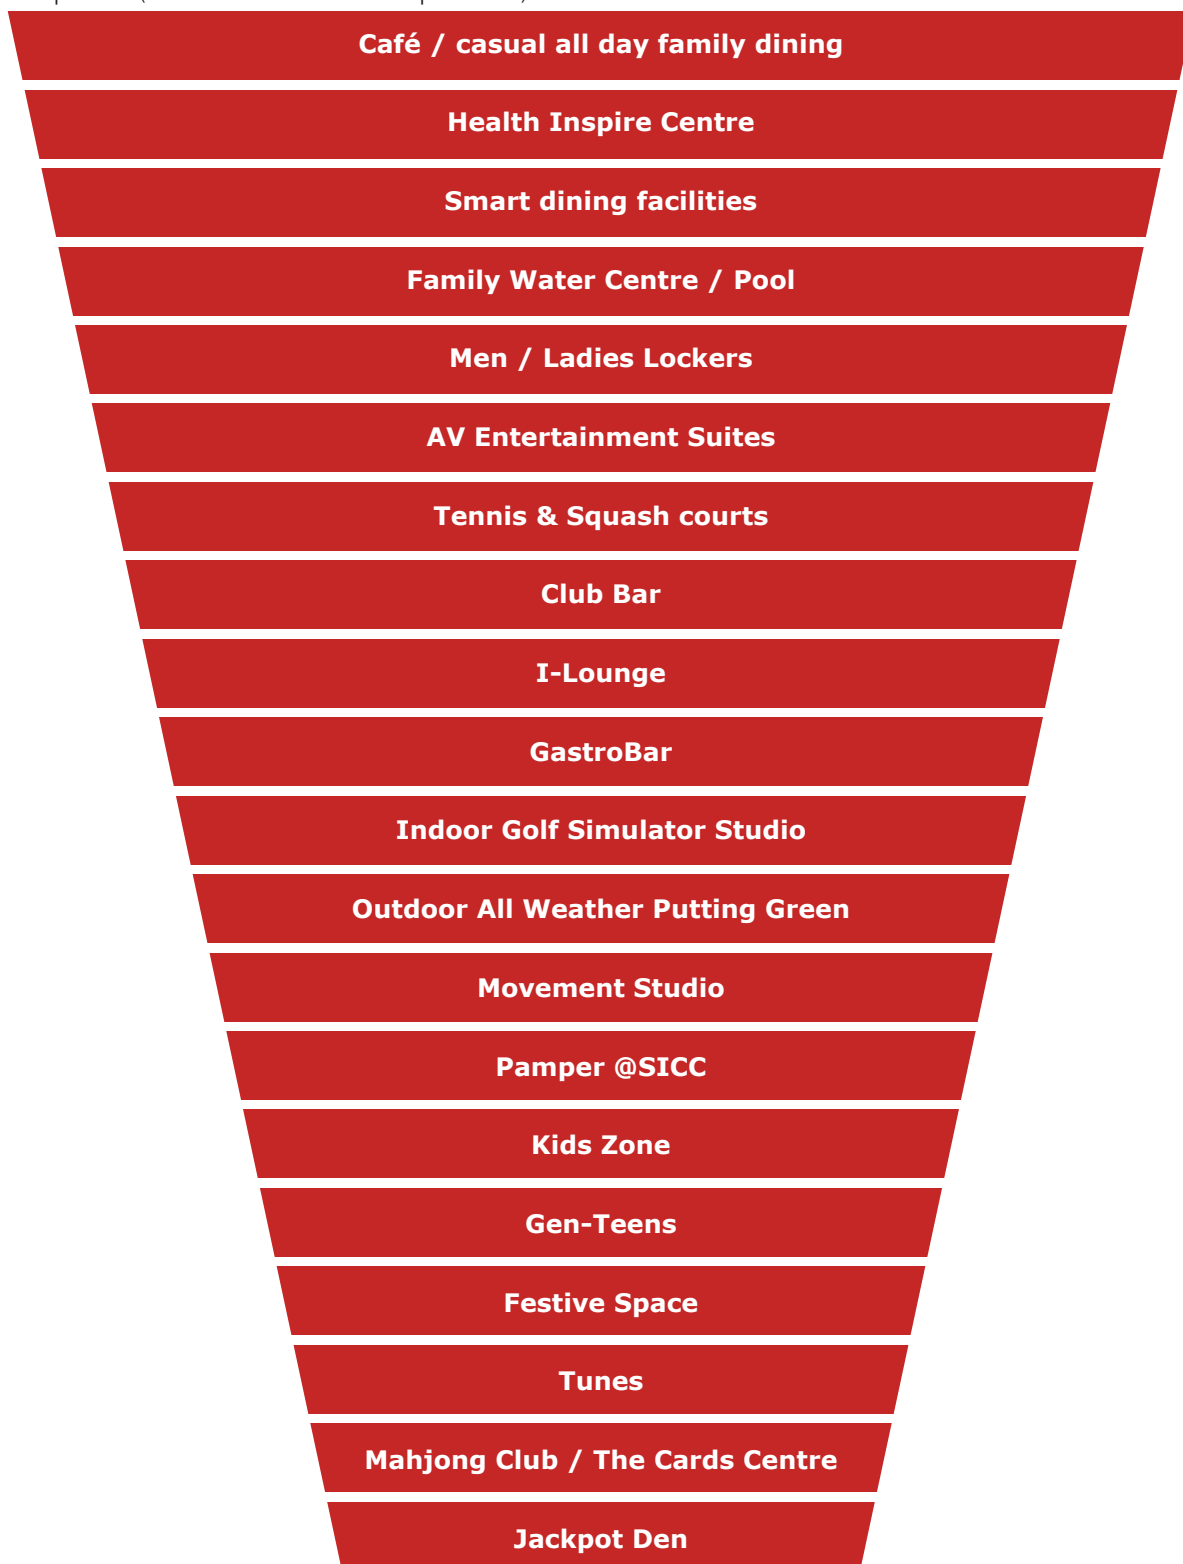 Café / casual all day family dining
Health Inspire Centre
Smart dining facilities
Family Water Centre / Pool
Men / Ladies Lockers
AV Entertainment Suites
Tennis & Squash courts
Club Bar
I-Lounge
GastroBar
Indoor Golf Simulator Studio
Outdoor All Weather Putting Green
Movement Studio
Pamper @SICC
Kids Zone
Gen-Teens
Festive Space
Tunes
Mahjong Club / The Cards Centre
Jackpot Den